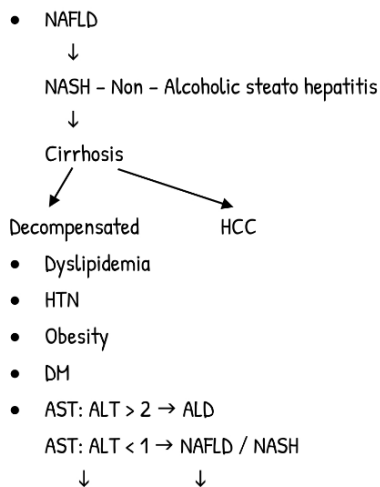 • NAFLD
↓
NASH – Non – Alcoholic steato hepatitis
↓
Cirrhosis
Decompensated HCC
• Dyslipidemia
• HTN
• Obesity
• DM
• AST: ALT > 2 → ALD
AST: ALT < 1 → NAFLD / NASH
↓ ↓